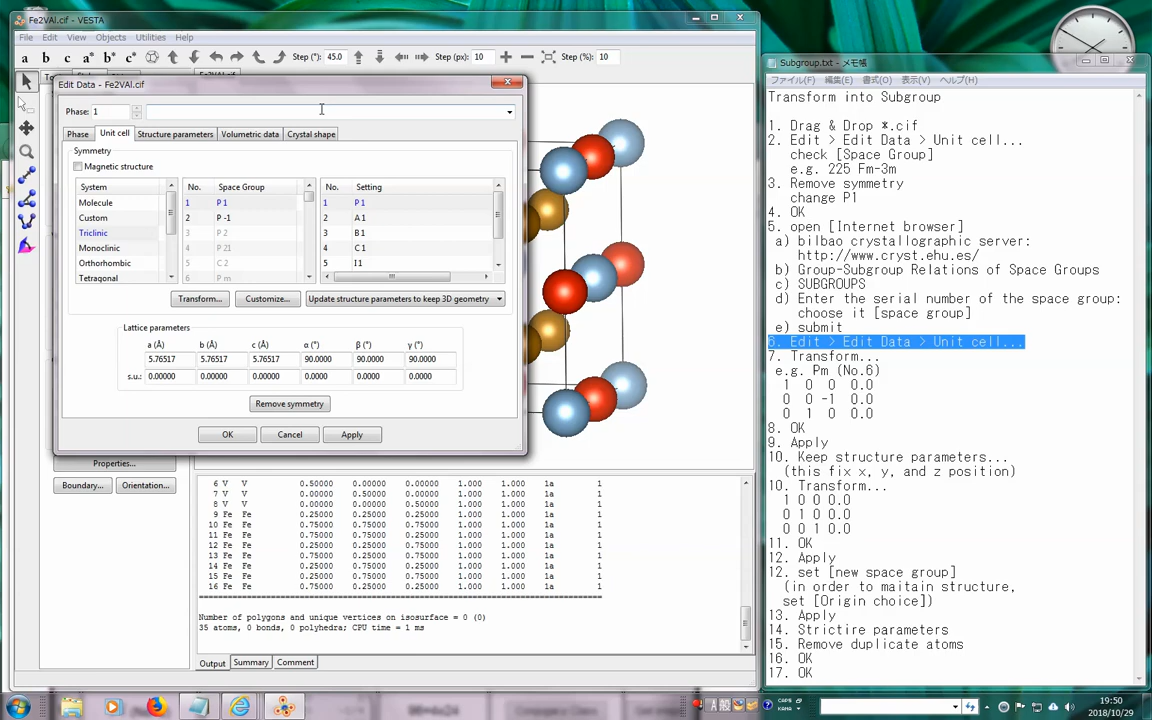 Fe2VAl.cif - VESTA
File Edit View Objects Utilities Help
a b c a* b* c* Step (°): 45.0 Step (px): 10 Step (%): 10
Edit Data - Fe2VAl.cif
Phase: 1
Phase Unit cell Structure parameters Volumetric data Crystal shape
Symmetry
Magnetic structure
System No. Space Group No. Setting
Molecule 1 P 1 1 P 1
Custom 2 P -1 2 A 1
Triclinic 3 P 2 3 B 1
Monoclinic 4 P 21 4 C 1
Orthorhombic 5 C 2 5 I 1
Tetragonal 6 P m
Transform... Customize... Update structure parameters to keep 3D geometry
Lattice parameters
a (Å) b (Å) c (Å) α (°) β (°) γ (°)
5.76517 5.76517 5.76517 90.0000 90.0000 90.0000
s.u.: 0.00000 0.00000 0.00000 0.0000 0.0000 0.0000
Remove symmetry
OK Cancel Apply
Properties...
Boundary... Orientation...
6 V V 0.50000 0.00000 0.00000 1.000 1.000 1a 1
7 V V 0.00000 0.50000 0.00000 1.000 1.000 1a 1
8 V V 0.00000 0.00000 0.50000 1.000 1.000 1a 1
9 Fe Fe 0.25000 0.25000 0.25000 1.000 1.000 1a 1
10 Fe Fe 0.75000 0.75000 0.25000 1.000 1.000 1a 1
11 Fe Fe 0.75000 0.25000 0.75000 1.000 1.000 1a 1
12 Fe Fe 0.25000 0.75000 0.75000 1.000 1.000 1a 1
13 Fe Fe 0.25000 0.25000 0.75000 1.000 1.000 1a 1
14 Fe Fe 0.75000 0.75000 0.75000 1.000 1.000 1a 1
15 Fe Fe 0.25000 0.75000 0.25000 1.000 1.000 1a 1
16 Fe Fe 0.75000 0.25000 0.25000 1.000 1.000 1a 1
Number of polygons and unique vertices on isosurface = 0 (0)
35 atoms, 0 bonds, 0 polyhedra; CPU time = 1 ms
Output Summary Comment
Subgroup.txt - メモ帳
ファイル(F) 編集(E) 書式(O) 表示(V) ヘルプ(H)
Transform into Subgroup
1. Drag & Drop *.cif
2. Edit > Edit Data > Unit cell...
check [Space Group]
e.g. 225 Fm-3m
3. Remove symmetry
change P1
4. OK
5. open [Internet browser]
a) bilbao crystallographic server:
http://www.cryst.ehu.es/
b) Group-Subgroup Relations of Space Groups
c) SUBGROUPS
d) Enter the serial number of the space group:
choose it [space group]
e) submit
6. Edit > Edit Data > Unit cell...
7. Transform...
e.g. Pm (No.6)
1 0 0 0.0
0 0 -1 0.0
0 1 0 0.0
8. OK
9. Apply
10. Keep structure parameters...
(this fix x, y, and z position)
10. Transform...
1 0 0 0.0
0 1 0 0.0
0 0 1 0.0
11. OK
12. Apply
12. set [new space group]
(in order to maitain structure,
set [Origin choice])
13. Apply
14. Strictire parameters
15. Remove duplicate atoms
16. OK
17. OK
CAPS
KANA
19:50
2018/10/29